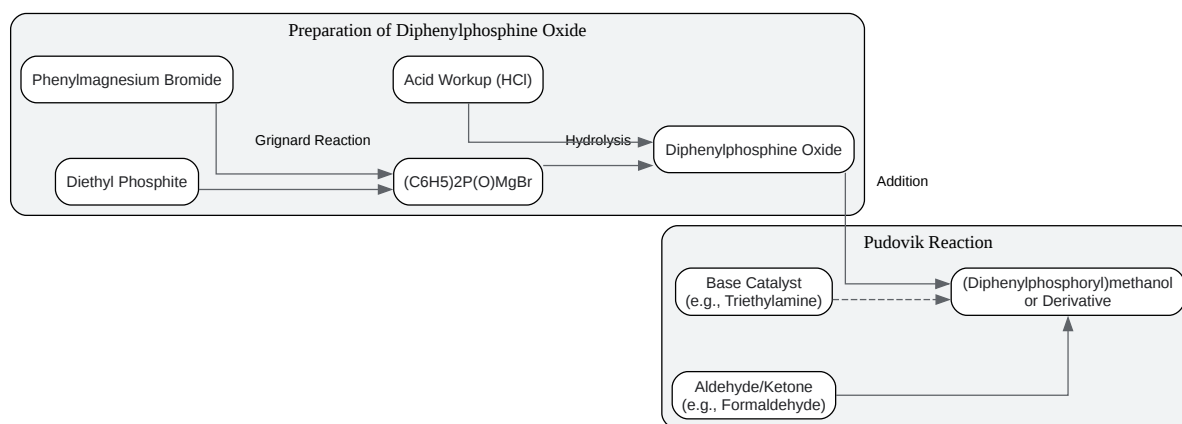 Preparation of Diphenylphosphine Oxide
Phenylmagnesium Bromide
Acid Workup (HCl)
Grignard Reaction
Hydrolysis
Diphenylphosphine Oxide
Diethyl Phosphite
(C6H5)2P(O)MgBr
Addition
Pudovik Reaction
Base Catalyst
(e.g., Triethylamine)
(Diphenylphosphoryl)methanol
or Derivative
Aldehyde/Ketone
(e.g., Formaldehyde)